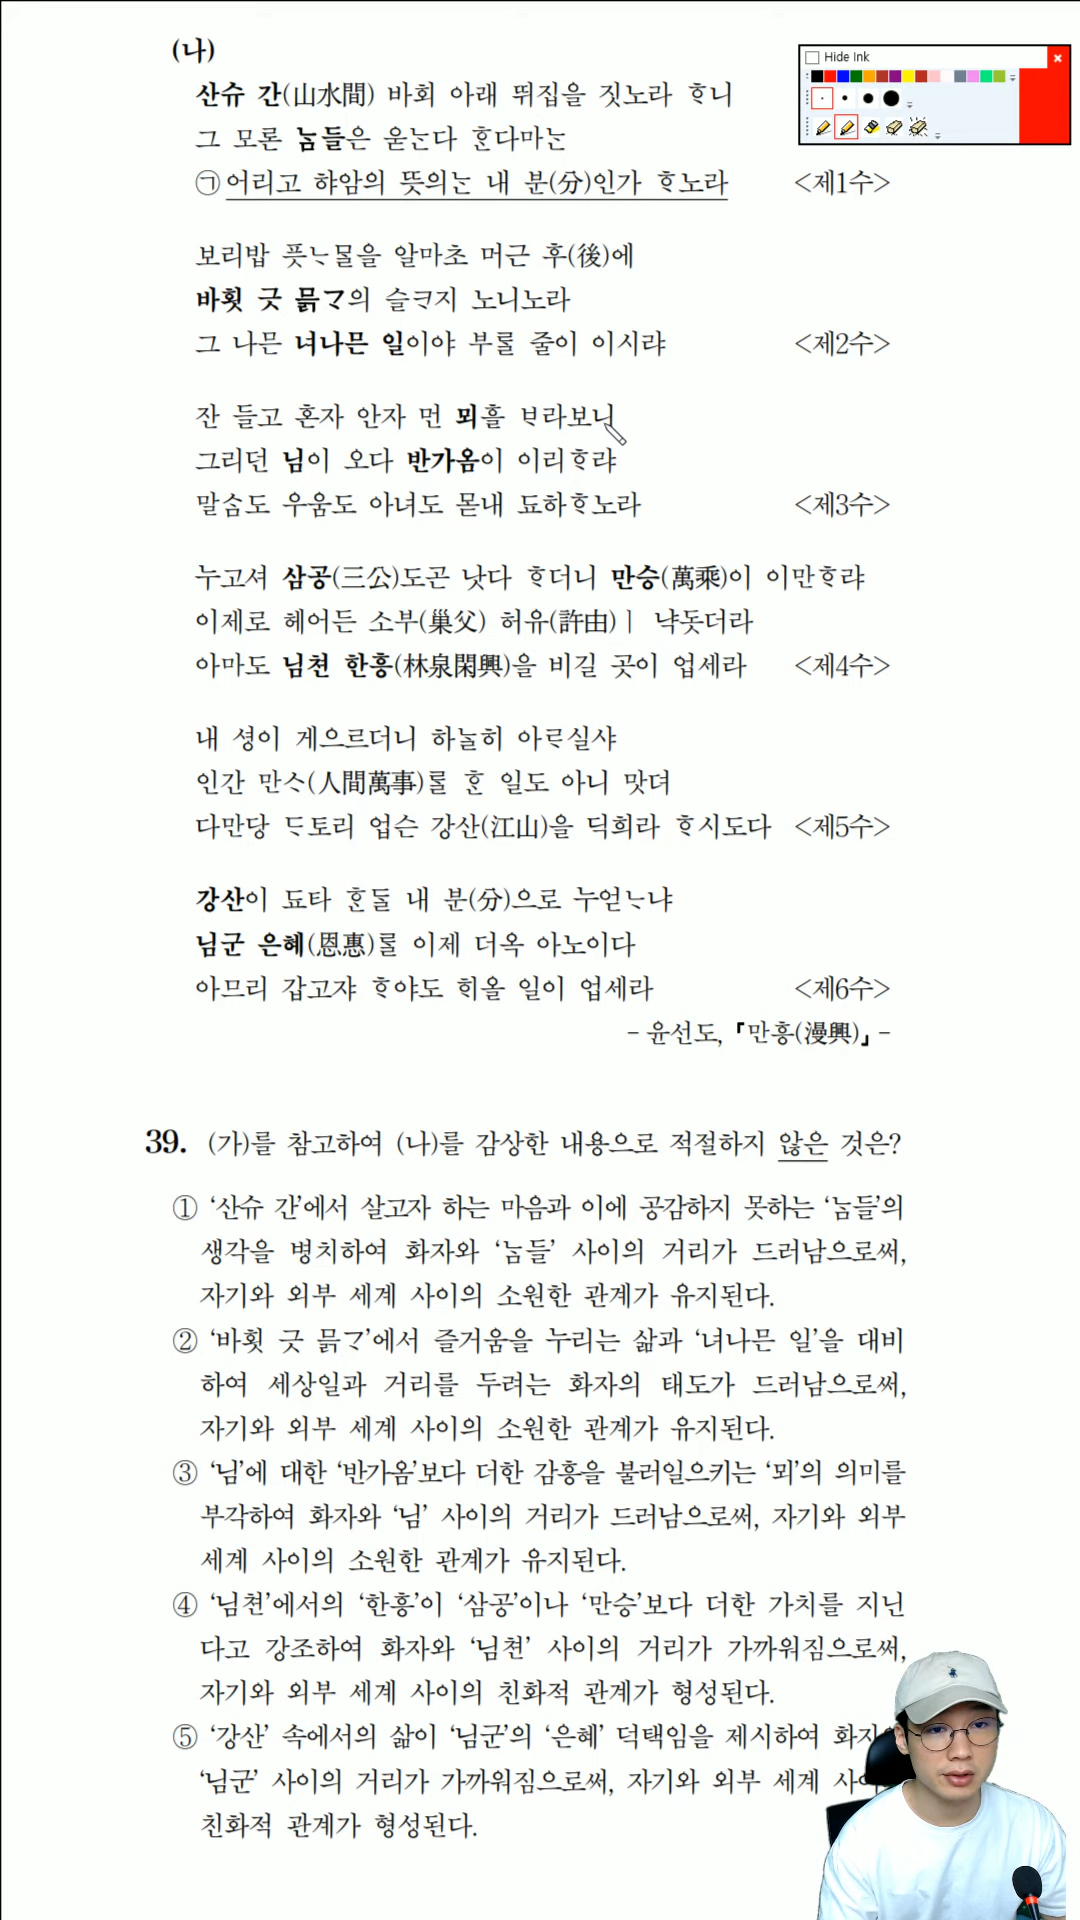 (나)
Hide Ink
산슈 간(山水間) 바회 아래 뛰집을 짓노라 ᄒᆞ니
그 모론 ᄂᆞᆷ들은 욷ᄂᆞᆫ다 ᄒᆞᆫ다마ᄂᆞᆫ
㉠ 어리고 햐암의 뜻의ᄂᆞᆫ 내 분(分)인가 ᄒᆞ노라 <제1수>
보리밥 픗ᄂᆞ믈을 알마초 머근 후(後)에
바횟 긋 믉ᄀᆞ의 슬ᄏᆞ지 노니노라
그 나믄 녀나믄 일이야 부롤 줄이 이시랴 <제2수>
잔 들고 혼자 안자 먼 뫼흘 ᄇᆞ라보니
그리던 님이 오다 반가옴이 이리ᄒᆞ랴
말ᄉᆞᆷ도 우움도 아녀도 몯내 됴하ᄒᆞ노라 <제3수>
누고셔 삼공(三公)도곤 낫다 ᄒᆞ더니 만승(萬乘)이 이만ᄒᆞ랴
이제로 헤어든 소부(巢父) 허유(許由)ㅣ 냑돗더라
아마도 님쳔 한흥(林泉閑興)을 비길 곳이 업세라 <제4수>
내 셩이 게으르더니 하ᄂᆞᆯ히 아ᄅᆞ실샤
인간 만ᄉᆞ(人間萬事)ᄅᆞᆯ ᄒᆞᆫ 일도 아니 맛뎌
다만당 ᄃᆞ토리 업슨 강산(江山)을 딕희라 ᄒᆞ시도다 <제5수>
강산이 됴타 ᄒᆞᆫᄃᆞᆯ 내 분(分)으로 누얻ᄂᆞ냐
님군 은혜(恩惠)ᄅᆞᆯ 이제 더옥 아노이다
아므리 갑고쟈 ᄒᆞ야도 ᄒᆡ올 일이 업세라 <제6수>
- 윤선도, 「만흥(漫興)」 -
39. (가)를 참고하여 (나)를 감상한 내용으로 적절하지 않은 것은?
① ‘산슈 간’에서 살고자 하는 마음과 이에 공감하지 못하는 ‘ᄂᆞᆷ들’의
생각을 병치하여 화자와 ‘ᄂᆞᆷ들’ 사이의 거리가 드러남으로써,
자기와 외부 세계 사이의 소원한 관계가 유지된다.
② ‘바횟 긋 믉ᄀᆞ’에서 즐거움을 누리는 삶과 ‘녀나믄 일’을 대비
하여 세상일과 거리를 두려는 화자의 태도가 드러남으로써,
자기와 외부 세계 사이의 소원한 관계가 유지된다.
③ ‘님’에 대한 ‘반가옴’보다 더한 감흥을 불러일으키는 ‘뫼’의 의미를
부각하여 화자와 ‘님’ 사이의 거리가 드러남으로써, 자기와 외부
세계 사이의 소원한 관계가 유지된다.
④ ‘님쳔’에서의 ‘한흥’이 ‘삼공’이나 ‘만승’보다 더한 가치를 지닌
다고 강조하여 화자와 ‘님쳔’ 사이의 거리가 가까워짐으로써,
자기와 외부 세계 사이의 친화적 관계가 형성된다.
⑤ ‘강산’ 속에서의 삶이 ‘님군’의 ‘은혜’ 덕택임을 제시하여
‘님군’ 사이의 거리가 가까워짐으로써, 자기와 외부 세계
친화적 관계가 형성된다.